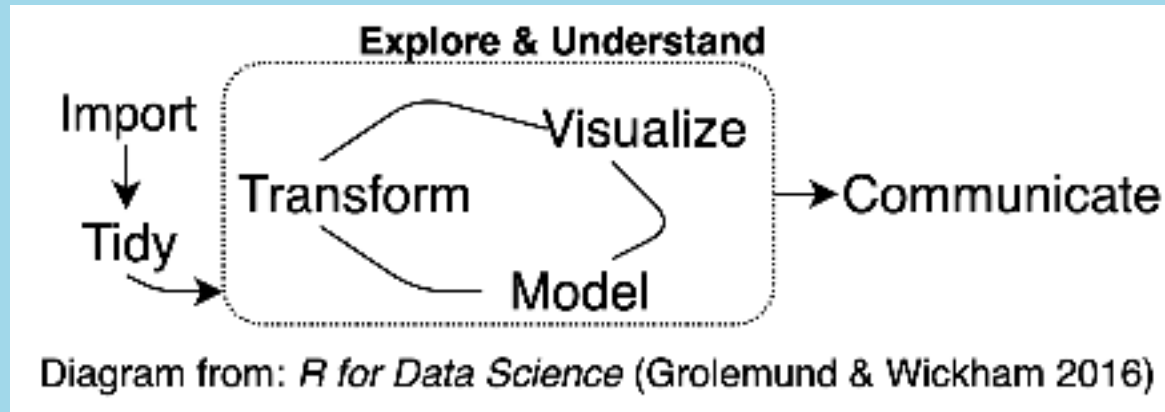 Explore & Understand
Import
Visualize
Transform
Communicate
Tidy
Model
Diagram from: R for Data Science (Grolemund & Wickham 2016)